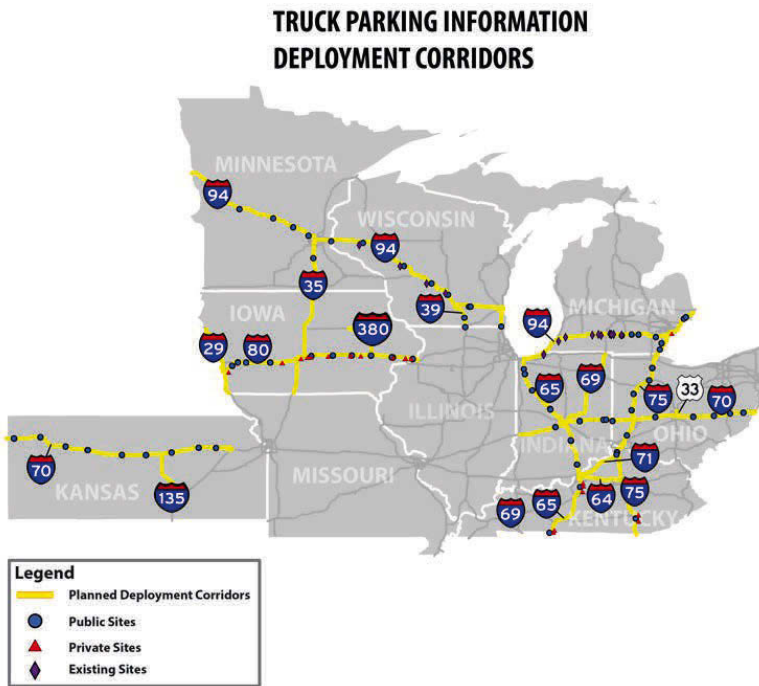 TRUCK PARKING INFORMATION
DEPLOYMENT CORRIDORS
MINNESOTA
94
WISCONSIN
94
35
IOWA
380
39
MICHIGAN
94
29
80
65
69
33
75
70
ILLINOIS
INDIANA
OHIO
70
KANSAS
135
MISSOURI
71
69
65
64
75
KENTUCKY
Legend
Planned Deployment Corridors
Public Sites
Private Sites
Existing Sites